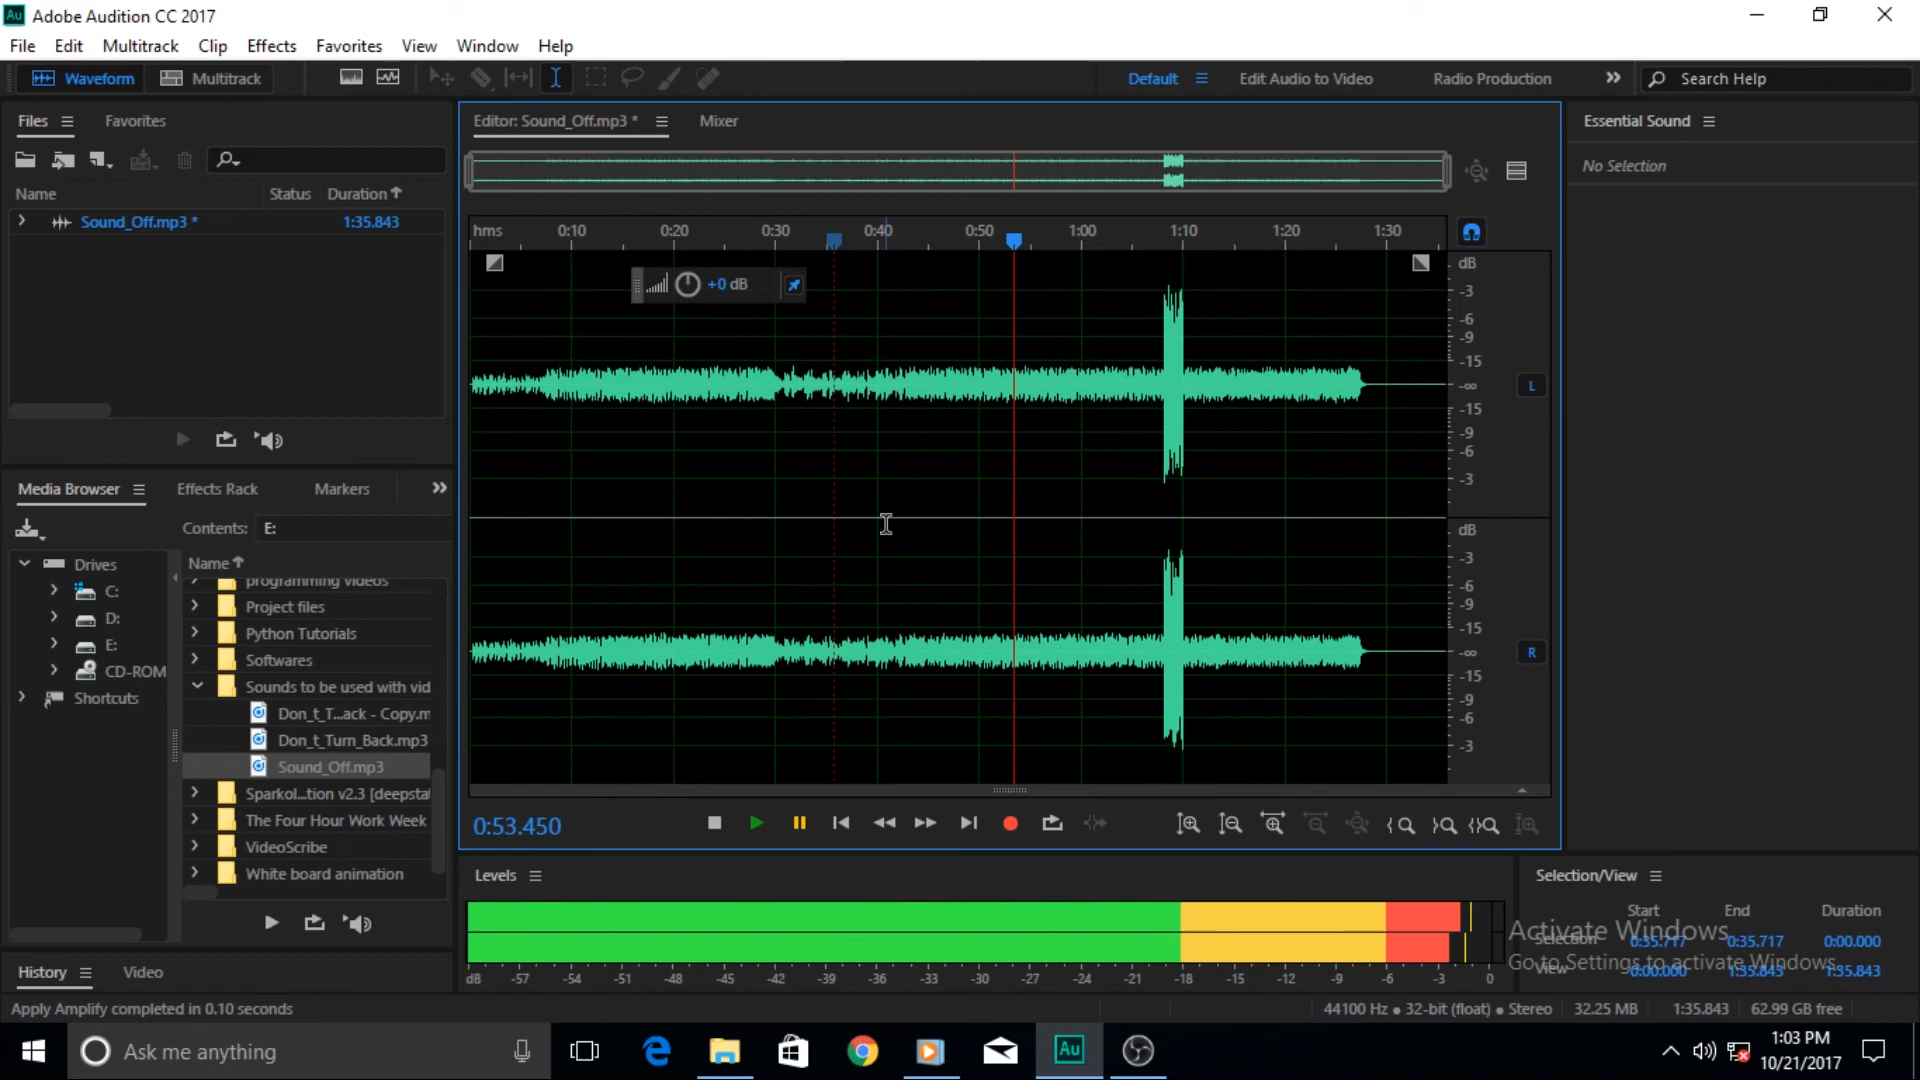 Au Adobe Audition CC 2017
File Edit Multitrack Clip Effects Favorites View Window Help
Waveform Multitrack Default Edit Audio to Video Radio Production Search Help
Files Favorites
Name Status Duration
Sound_Off.mp3 * 1:35.843
Editor: Sound_Off.mp3 * Mixer
hms 0:10 0:20 0:30 0:40 0:50 1:00 1:10 1:20 1:30
+0 dB
dB
-3
-6
-9
-15
-∞
-15
-9
-6
-3
L
dB
-3
-6
-9
-15
-∞
-15
-9
-6
-3
R
Essential Sound
No Selection
Media Browser Effects Rack Markers
Contents: E:
Drives
C:
D:
E:
CD-ROM
Shortcuts
Name
programming videos
Project files
Python Tutorials
Softwares
Sounds to be used with vid
Don_t_T...ack - Copy.m
Don_t_Turn_Back.mp3
Sound_Off.mp3
Sparkol...tion v2.3 [deepsta
The Four Hour Work Week
VideoScribe
White board animation
0:53.450
Levels
dB -57 -54 -51 -48 -45 -42 -39 -36 -33 -30 -27 -24 -21 -18 -15 -12 -9 -6 -3 0
Selection/View
Start End Duration
Selection 0:35.717 0:35.717 0:00.000
View 0:00.000 1:35.843 1:35.843
Activate Windows
Go to Settings to activate Windows.
History Video
Apply Amplify completed in 0.10 seconds
44100 Hz ● 32-bit (float) ● Stereo 32.25 MB 1:35.843 62.99 GB free
Ask me anything
Au
1:03 PM
10/21/2017